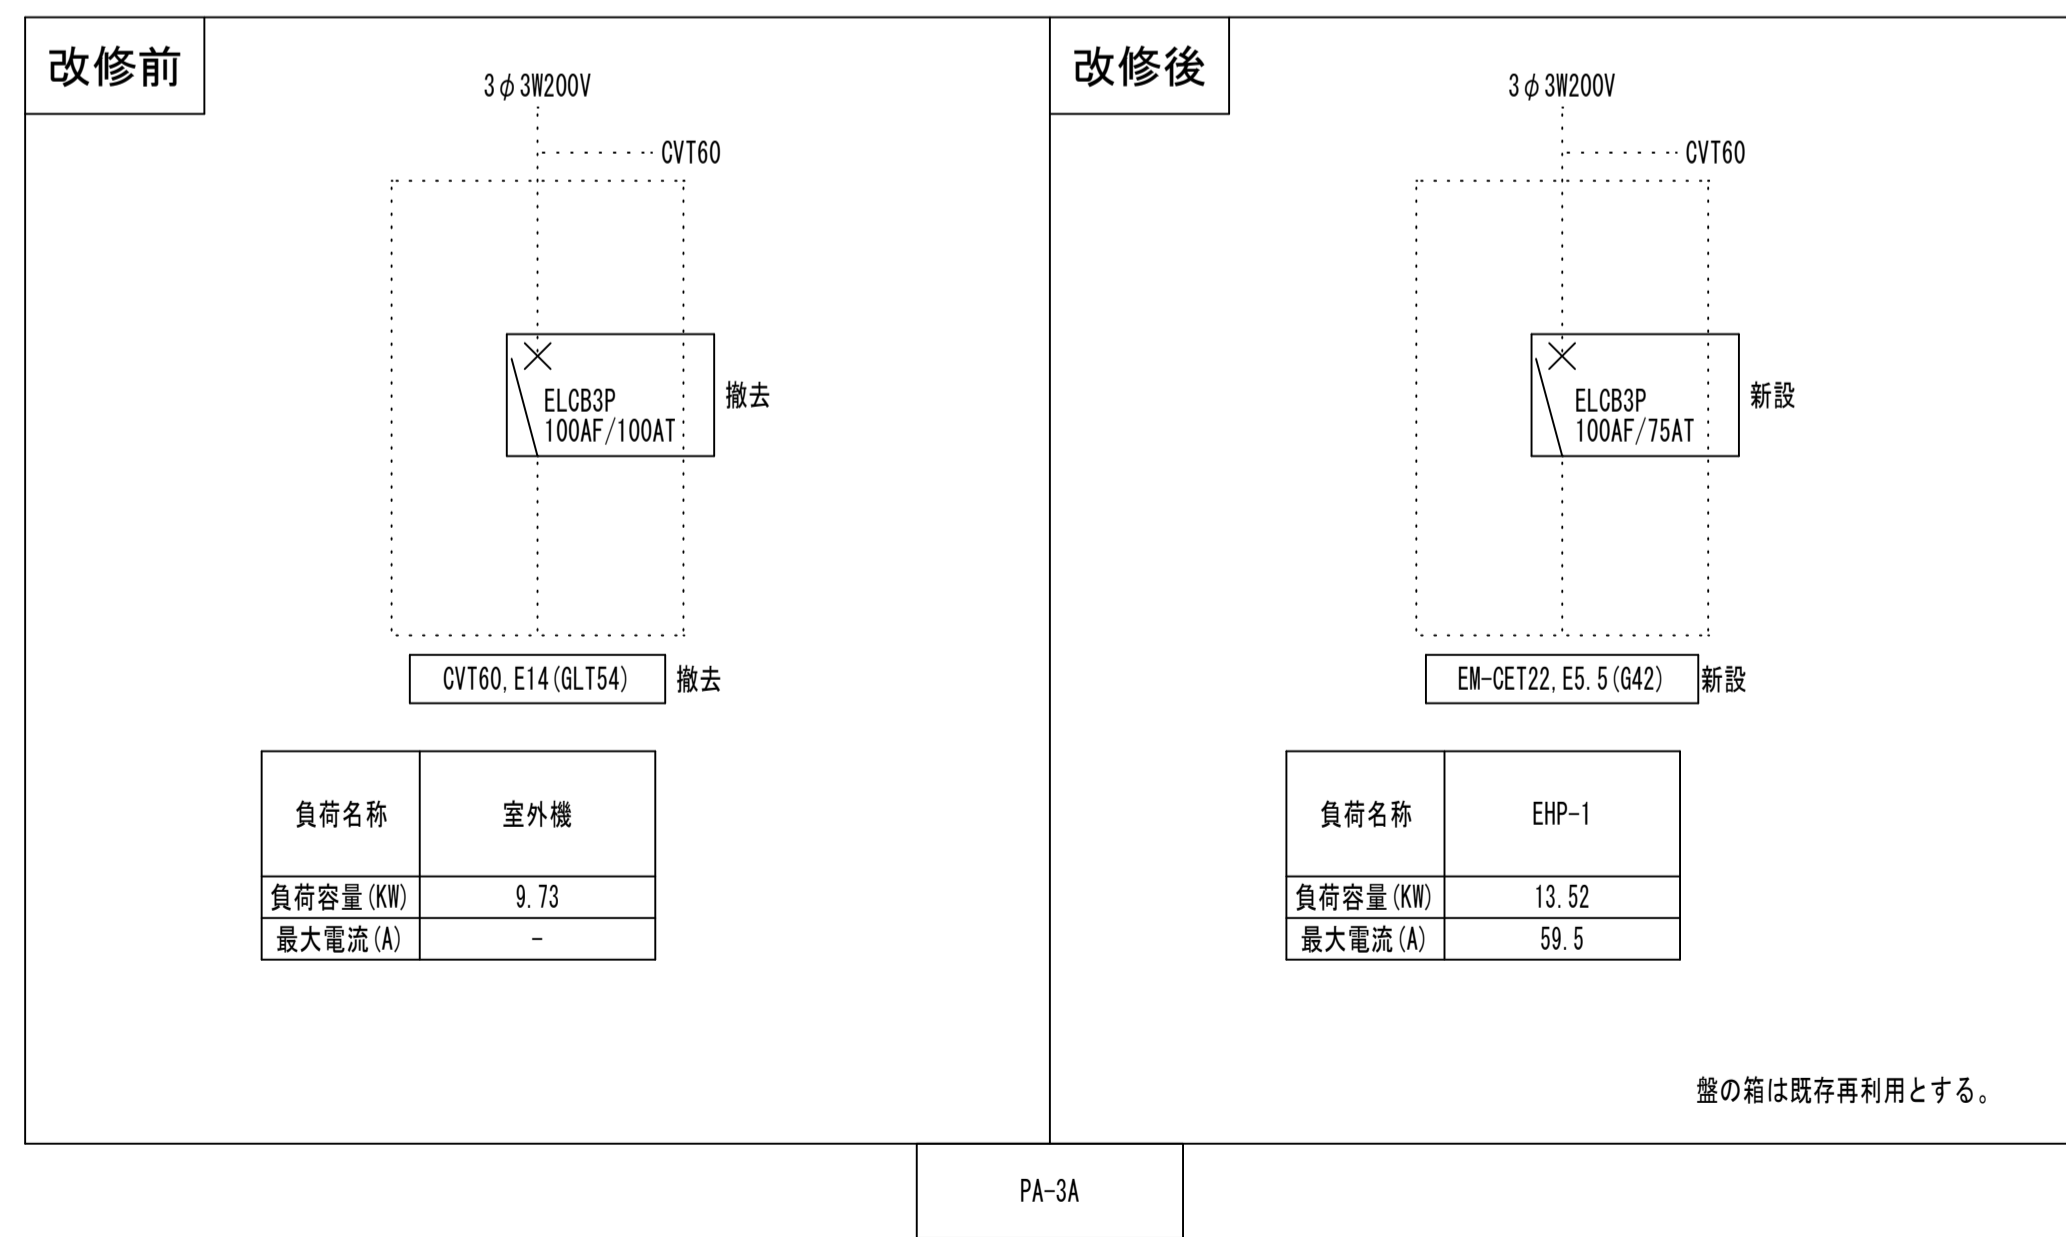 改修前
3φ3W200V
CVT60
ELCB3P
100AF/100AT
撤去
CVT60,E14(GLT54)
撤去
負荷名称 室外機
負荷容量(KW) 9.73
最大電流(A) -
改修後
3φ3W200V
CVT60
ELCB3P
100AF/75AT
新設
EM-CET22,E5.5(G42)
新設
負荷名称 EHP-1
負荷容量(KW) 13.52
最大電流(A) 59.5
盤の箱は既存再利用とする。
PA-3A